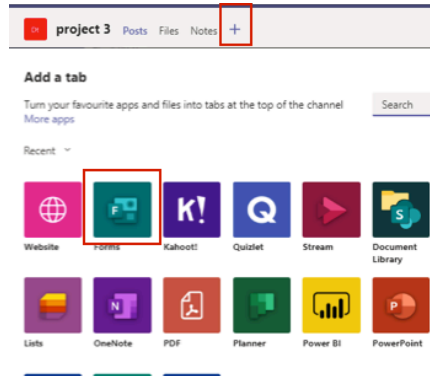 project 3 Posts Files Notes +
Add a tab
Turn your favourite apps and files into tabs at the top of the channel
Search
More apps
Recent
F K! Q S
Website Forms Kahoot! Quizlet Stream Document
Library
N P
Lists OneNote PDF Planner Power BI PowerPoint